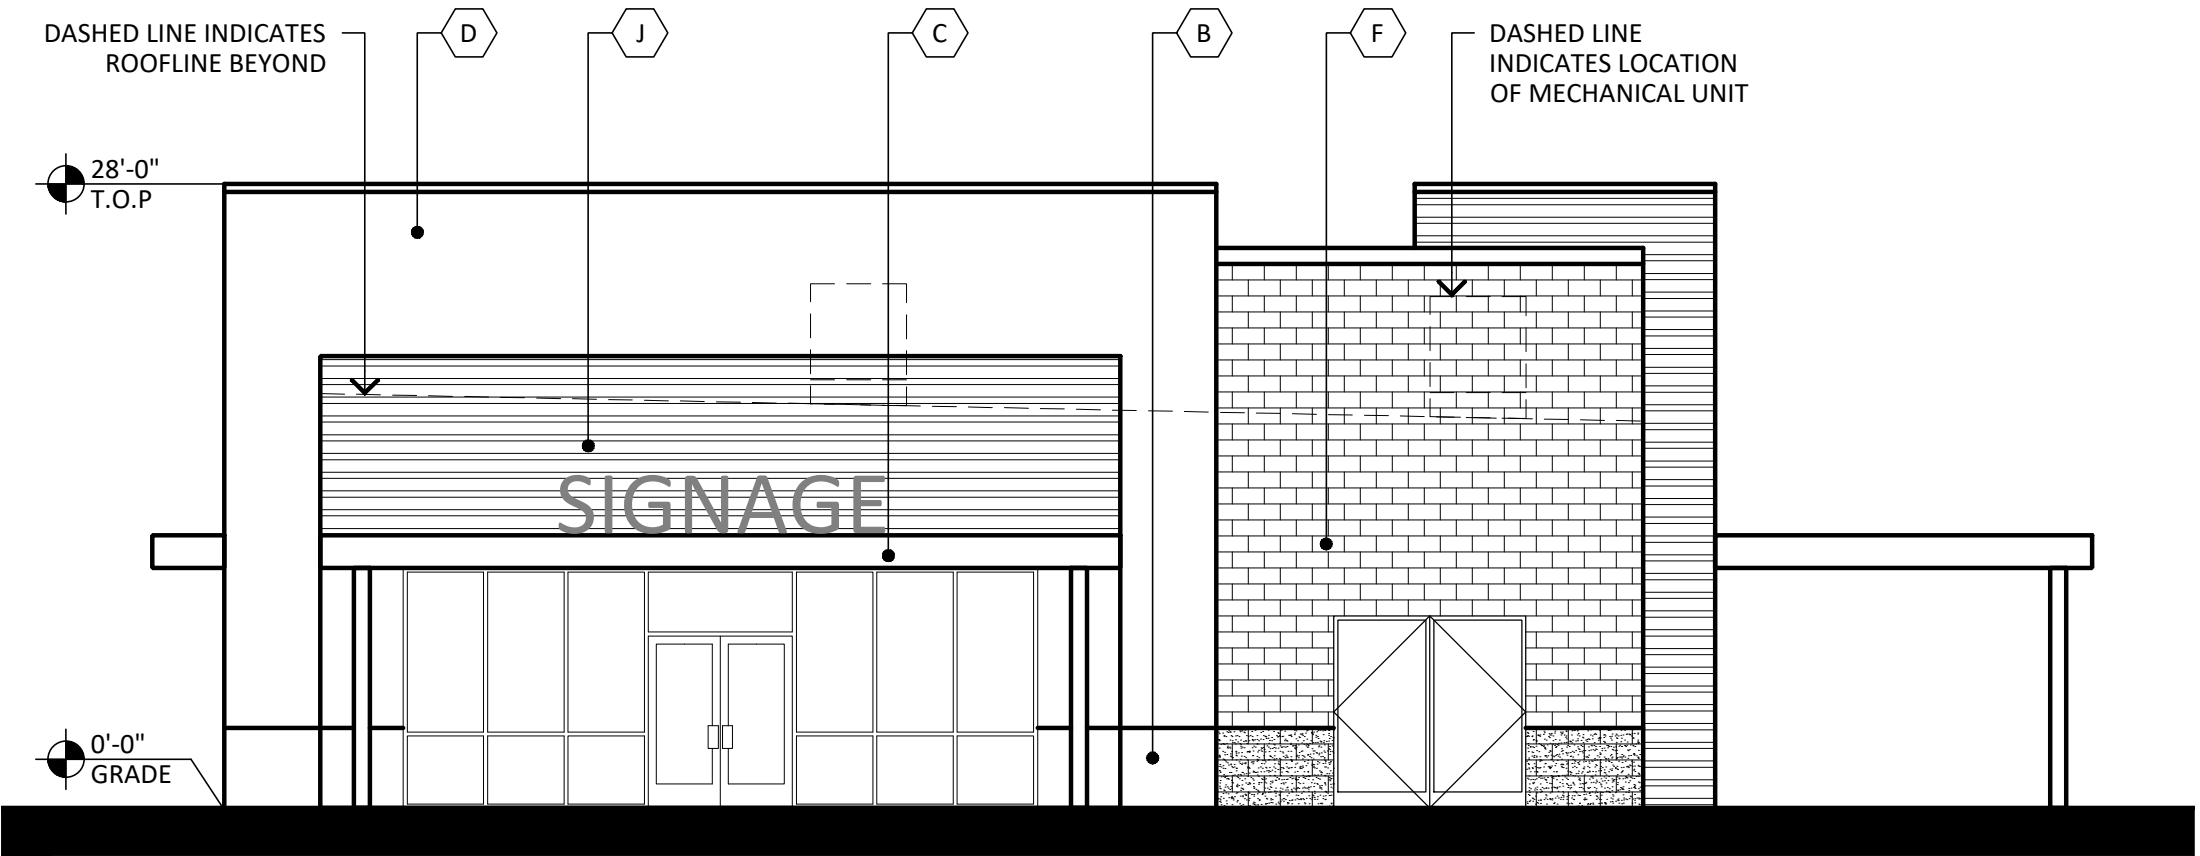 DASHED LINE INDICATES
ROOFLINE BEYOND
D
J
C
B
F
DASHED LINE
INDICATES LOCATION
OF MECHANICAL UNIT
28'-0"
T.O.P
SIGNAGE
0'-0"
GRADE